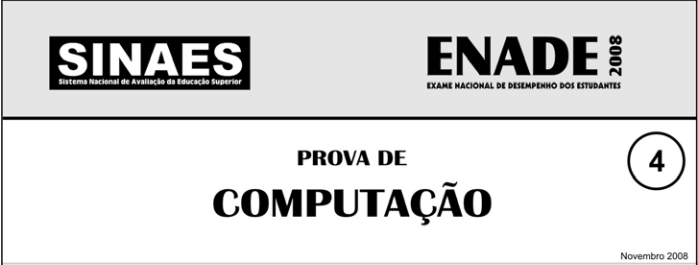 SINAES
Sistema Nacional de Avaliação da Educação Superior
ENADE 2008
EXAME NACIONAL DE DESEMPENHO DOS ESTUDANTES
PROVA DE
COMPUTAÇÃO
4
Novembro 2008